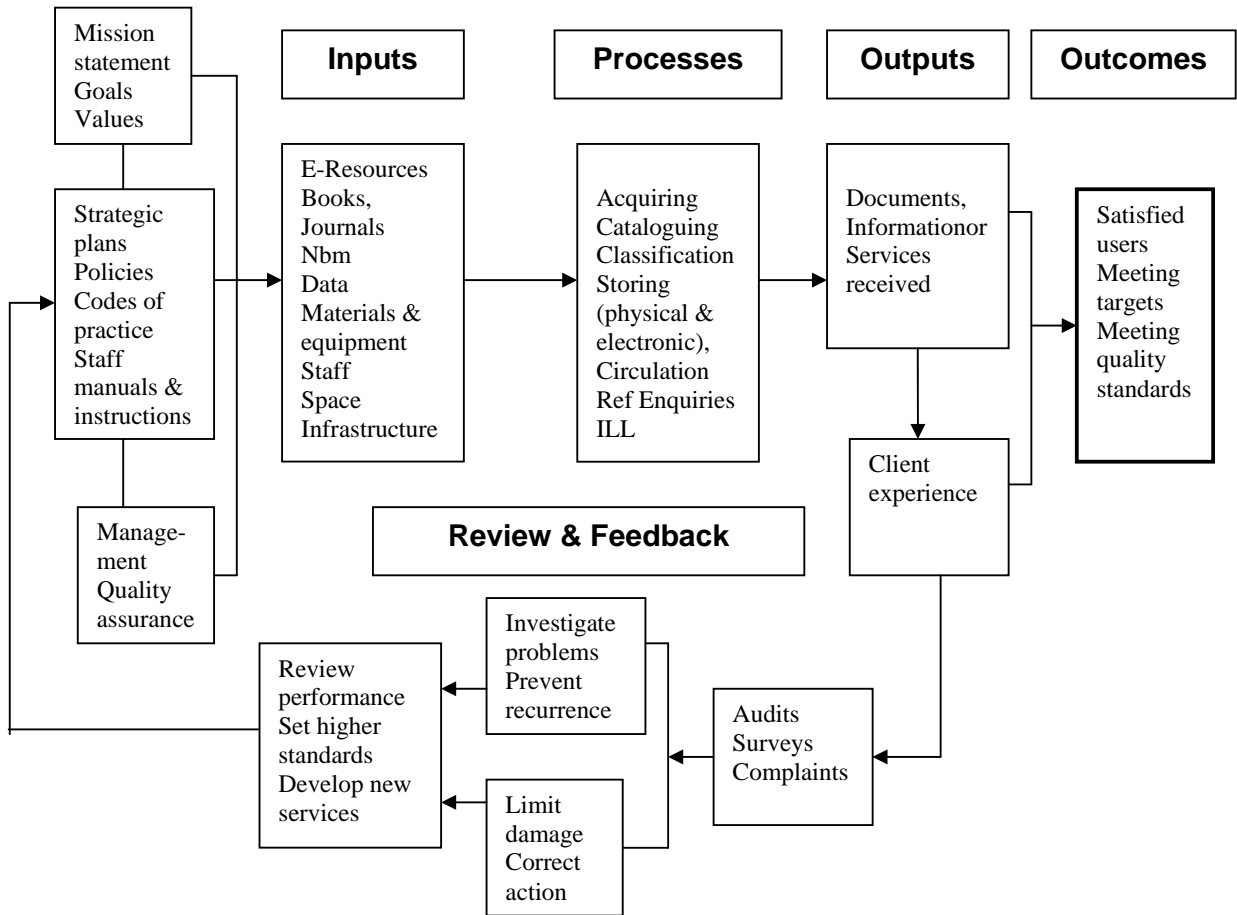 Mission
statement
Goals
Values
Inputs
Processes
Outputs
Outcomes
Strategic
plans
Policies
Codes of
practice
Staff
manuals &
instructions
E-Resources
Books,
Journals
Nbm
Data
Materials &
equipment
Staff
Space
Infrastructure
Acquiring
Cataloguing
Classification
Storing
(physical &
electronic),
Circulation
Ref Enquiries
ILL
Documents,
Informationor
Services
received
Satisfied
users
Meeting
targets
Meeting
quality
standards
Client
experience
Manage-
ment
Quality
assurance
Review & Feedback
Investigate
problems
Prevent
recurrence
Review
performance
Set higher
standards
Develop new
services
Audits
Surveys
Complaints
Limit
damage
Correct
action